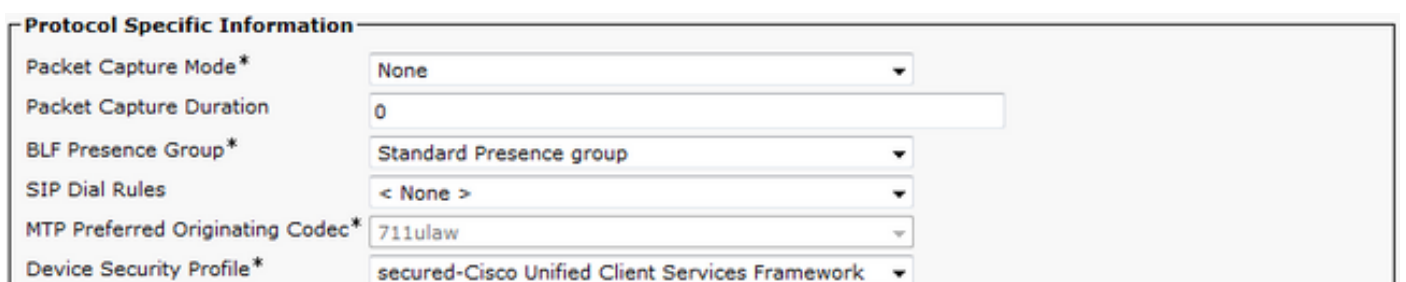 Protocol Specific Information
Packet Capture Mode* None
Packet Capture Duration 0
BLF Presence Group* Standard Presence group
SIP Dial Rules < None >
MTP Preferred Originating Codec* 711ulaw
Device Security Profile* secured-Cisco Unified Client Services Framework